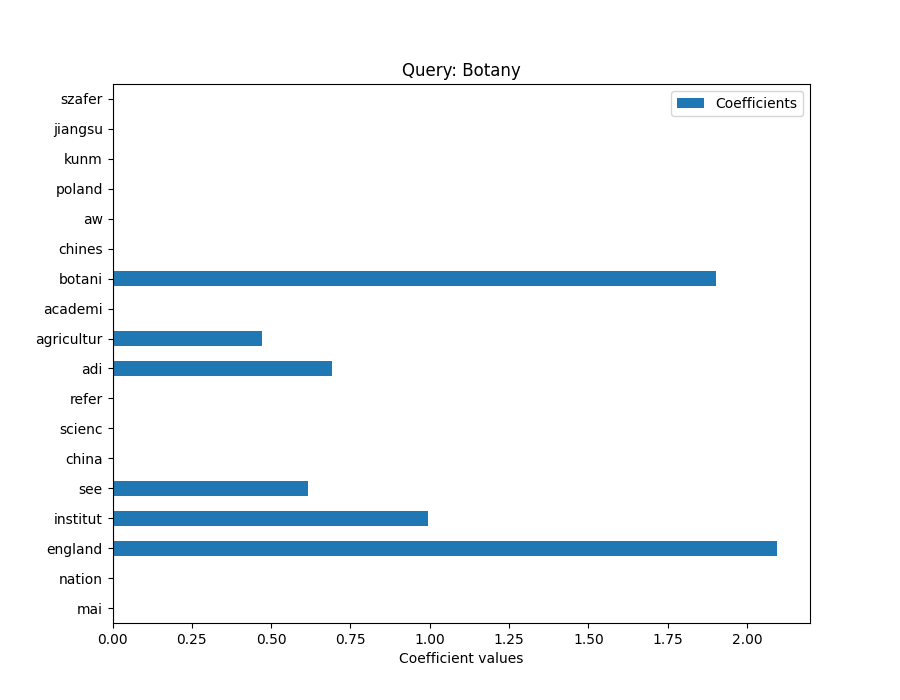 Query: Botany
Coefficients
szafer
jiangsu
kunm
poland
aw
chines
botani
academi
agricultur
adi
refer
scienc
china
see
institut
england
nation
mai
0.00 0.25 0.50 0.75 1.00 1.25 1.50 1.75 2.00
Coefficient values